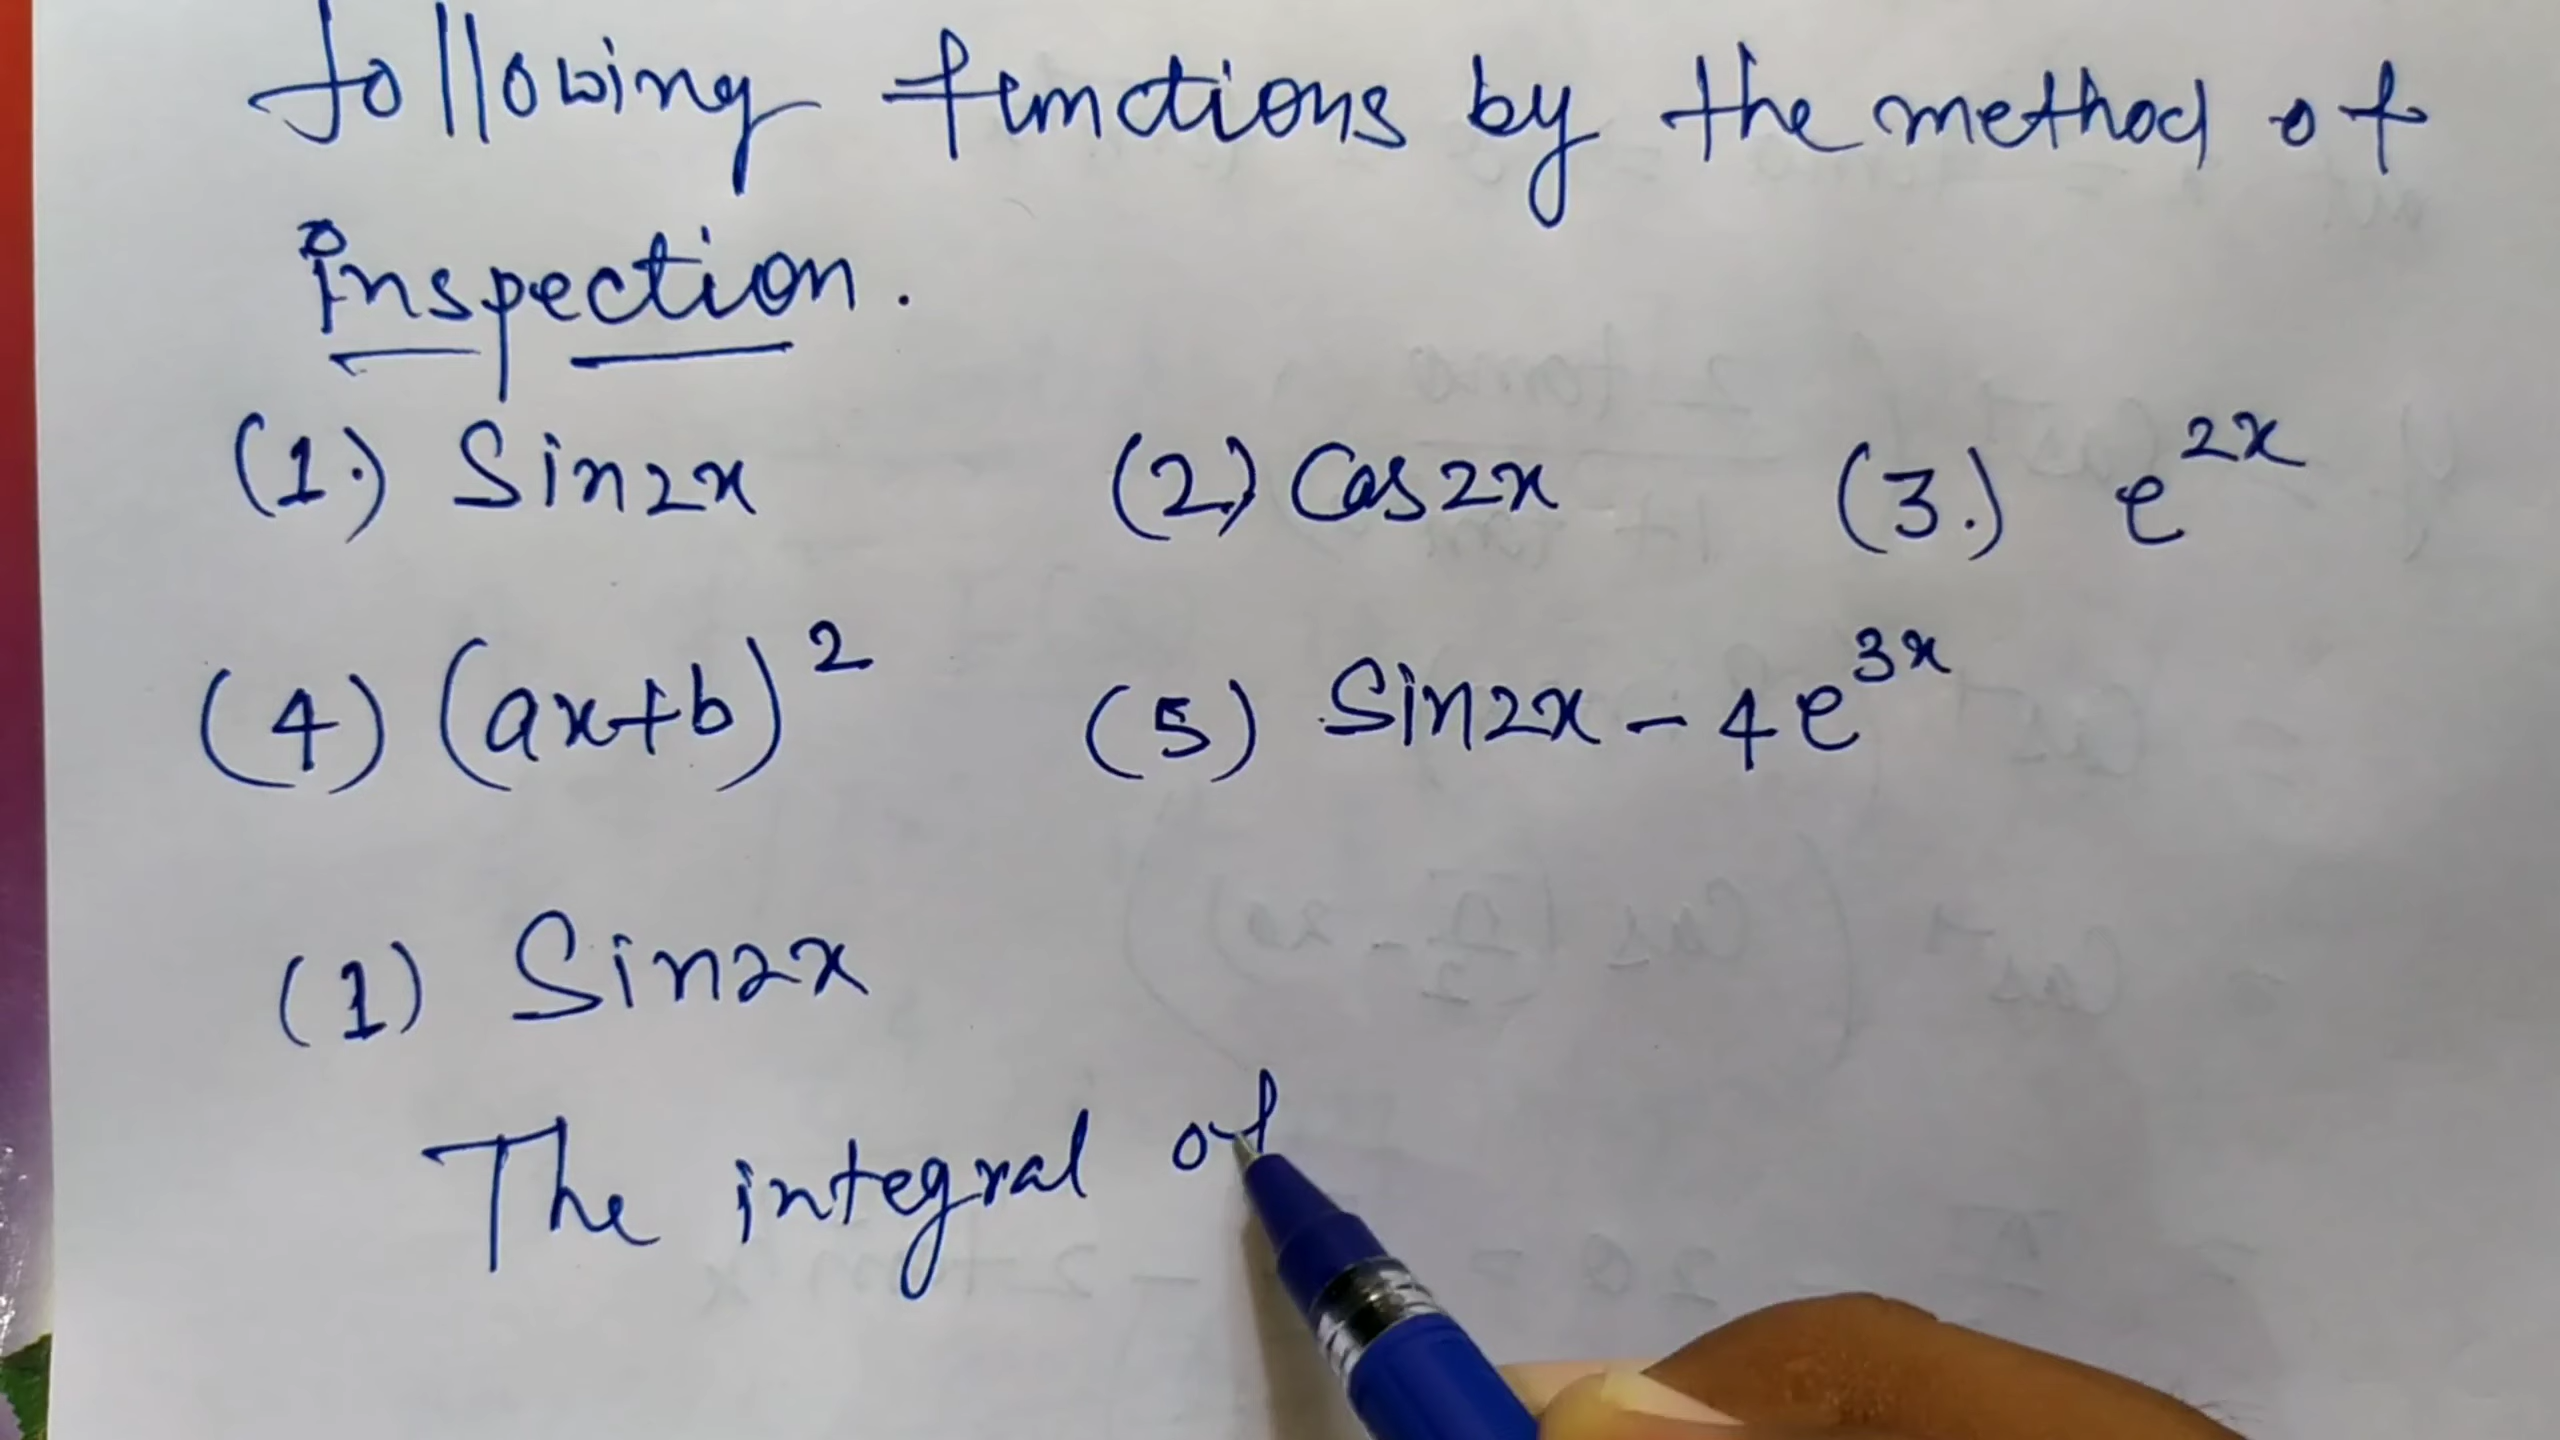 following functions by the method of
inspection.
(1.) Sin2x (2.) Cos2x (3.) e^2x
(4) (ax+b)^2 (5) Sin2x - 4e^3x
(1) Sin2x
The integral of